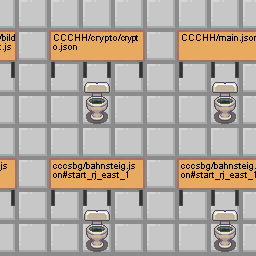 /bild
t.js
CCCHH/crypto/crypt
o.json
CCCHH/main.json
js
cccsbg/bahnsteig.js
on#start_rj_east_1
cccsbg/bahnsteig.
on#start_rj_east_1